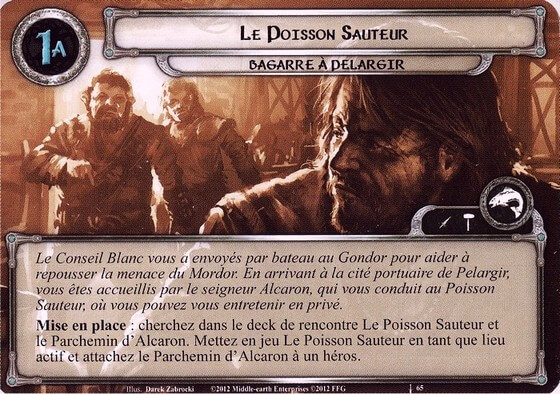 1A
Le Poisson Sauteur
Bagarre à Pelargir
Le Conseil Blanc vous a envoyés par bateau au Gondor pour aider à
repousser la menace du Mordor. En arrivant à la cité portuaire de Pelargir,
vous êtes accueillis par le seigneur Alcaron, qui vous conduit au Poisson
Sauteur, où vous pouvez vous entretenir en privé.
Mise en place : cherchez dans le deck de rencontre Le Poisson Sauteur et
le Parchemin d'Alcaron. Mettez en jeu Le Poisson Sauteur en tant que lieu
actif et attachez le Parchemin d'Alcaron à un héros.
Illus. Darek Zabrocki ©2012 Middle-earth Enterprises ©2012 FFG 65